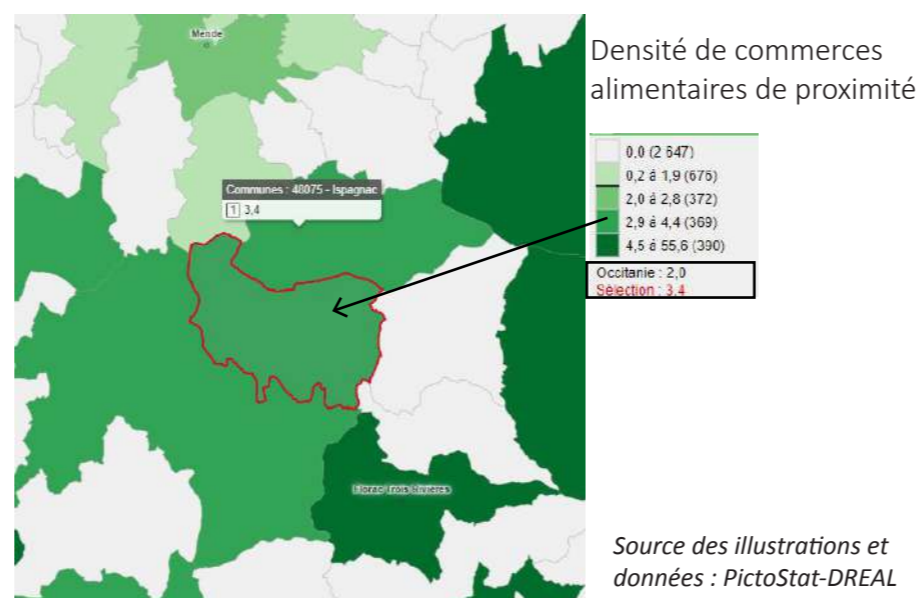 Mende
Densité de commerces
alimentaires de proximité
0,0 (2 647)
0,2 à 1,9 (676)
2,0 à 2,8 (372)
2,9 à 4,4 (369)
4,5 à 55,6 (390)
Occitanie : 2,0
Sélection : 3,4
Communes : 48075 - Ispagnac
1 3,4
Florac Trois Rivières
Source des illustrations et
données : PictoStat-DREAL